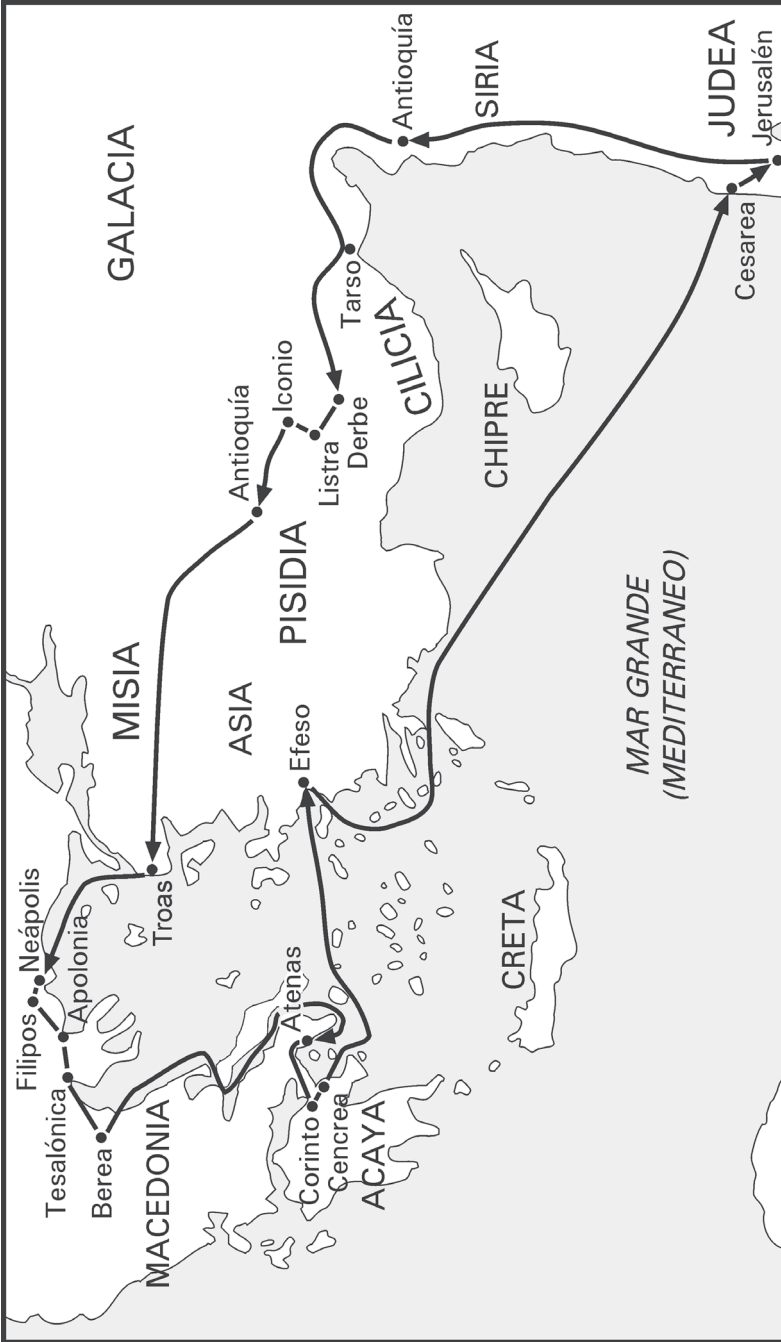 Filipos
Neápolis
Apolonia
Tesalónica
Berea
MACEDONIA
Troas
MISIA
GALACIA
ASIA
Efeso
PISIDIA
Antioquía
Iconio
Listra
Derbe
Tarso
CILICIA
Antioquía
SIRIA
Atenas
Corinto
Cencrea
ACAYA
CRETA
CHIPRE
MAR GRANDE
(MEDITERRANEO)
Cesarea
JUDEA
Jerusalén